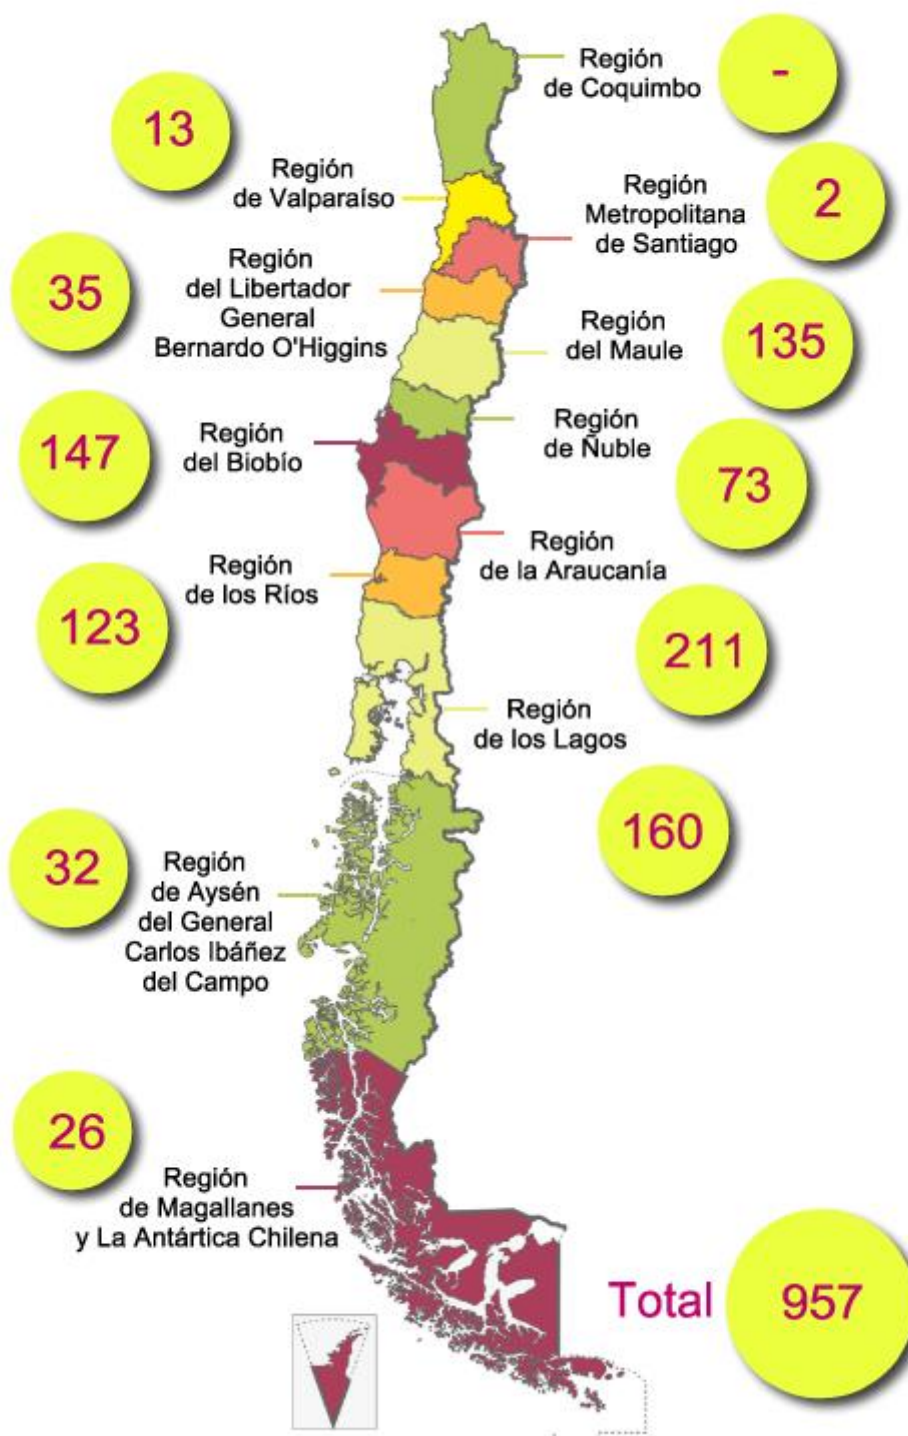 Región
de Coquimbo
-
13
Región
de Valparaíso
Región
Metropolitana
de Santiago
2
35
Región
del Libertador
General
Bernardo O'Higgins
Región
del Maule
135
147
Región
del Biobío
Región
de Ñuble
73
Región
de la Araucanía
211
123
Región
de los Ríos
Región
de los Lagos
160
32
Región
de Aysén
del General
Carlos Ibáñez
del Campo
26
Región
de Magallanes
y La Antártica Chilena
Total 957